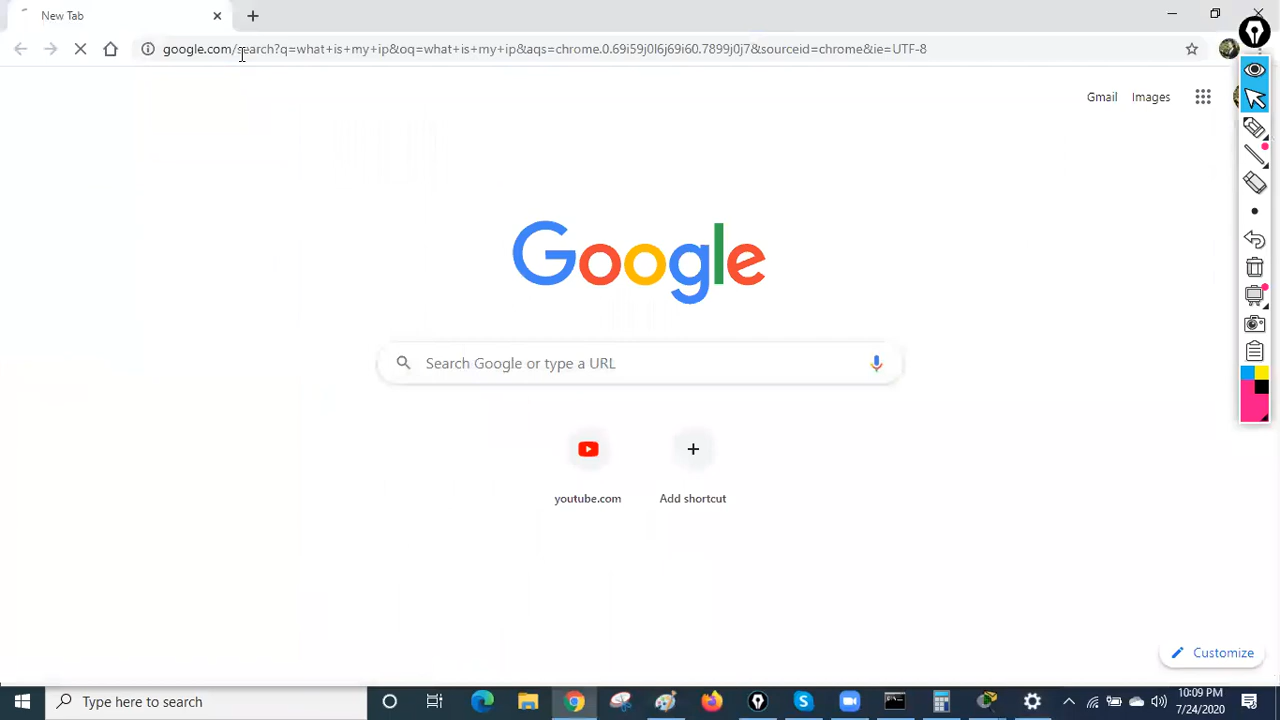 New Tab
google.com/search?q=what+is+my+ip&oq=what+is+my+ip&aqs=chrome.0.69i59j0l6j69i60.7899j0j7&sourceid=chrome&ie=UTF-8
Gmail
Images
Google
Search Google or type a URL
youtube.com
Add shortcut
Customize
Type here to search
10:09 PM
7/24/2020